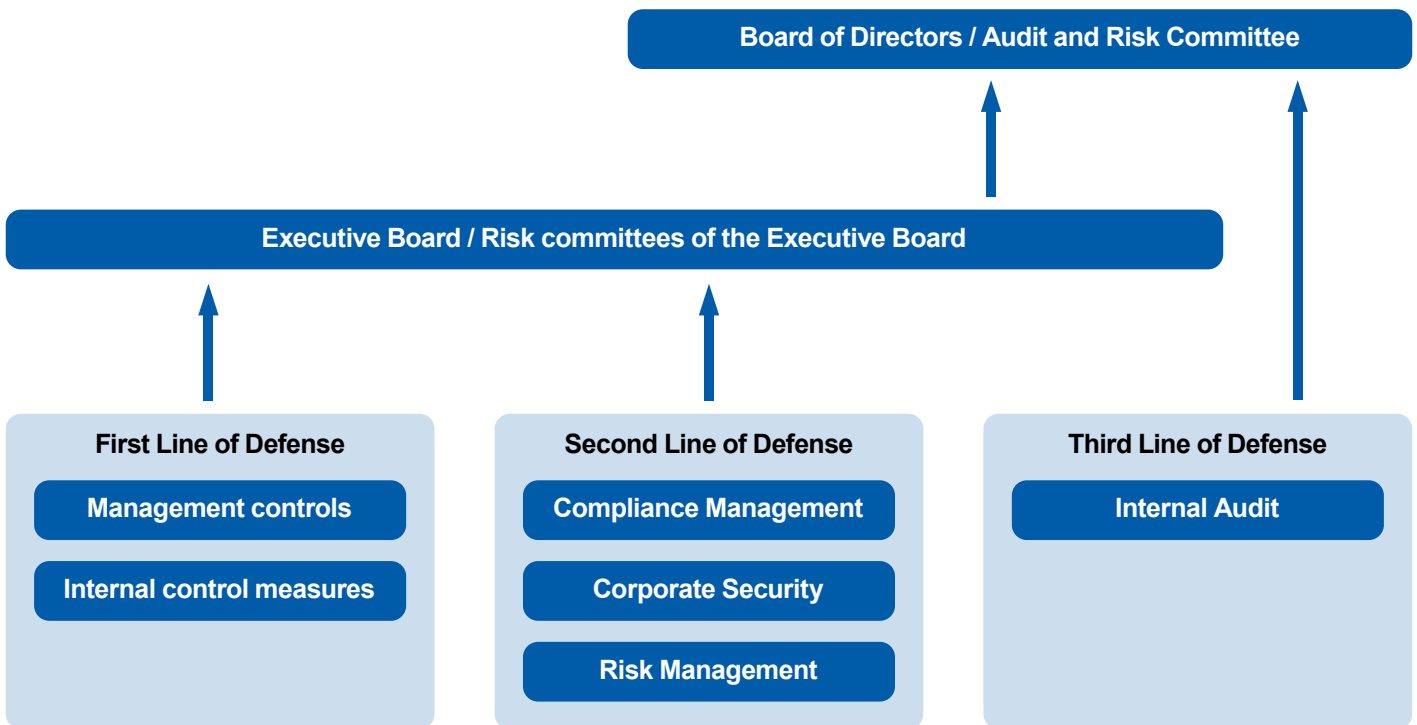 Board of Directors / Audit and Risk Committee
Executive Board / Risk committees of the Executive Board
First Line of Defense
Management controls
Internal control measures
Second Line of Defense
Compliance Management
Corporate Security
Risk Management
Third Line of Defense
Internal Audit